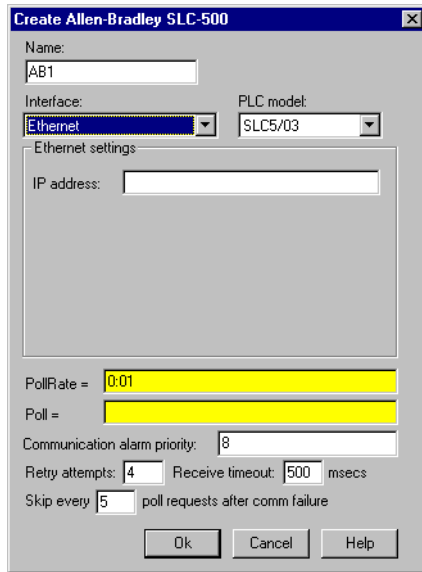 Create Allen-Bradley SLC-500
Name:
AB1
Interface: PLC model:
Ethernet SLC5/03
Ethernet settings
IP address:
PollRate = 0:01
Poll =
Communication alarm priority: 8
Retry attempts: 4 Receive timeout: 500 msecs
Skip every 5 poll requests after comm failure
Ok Cancel Help